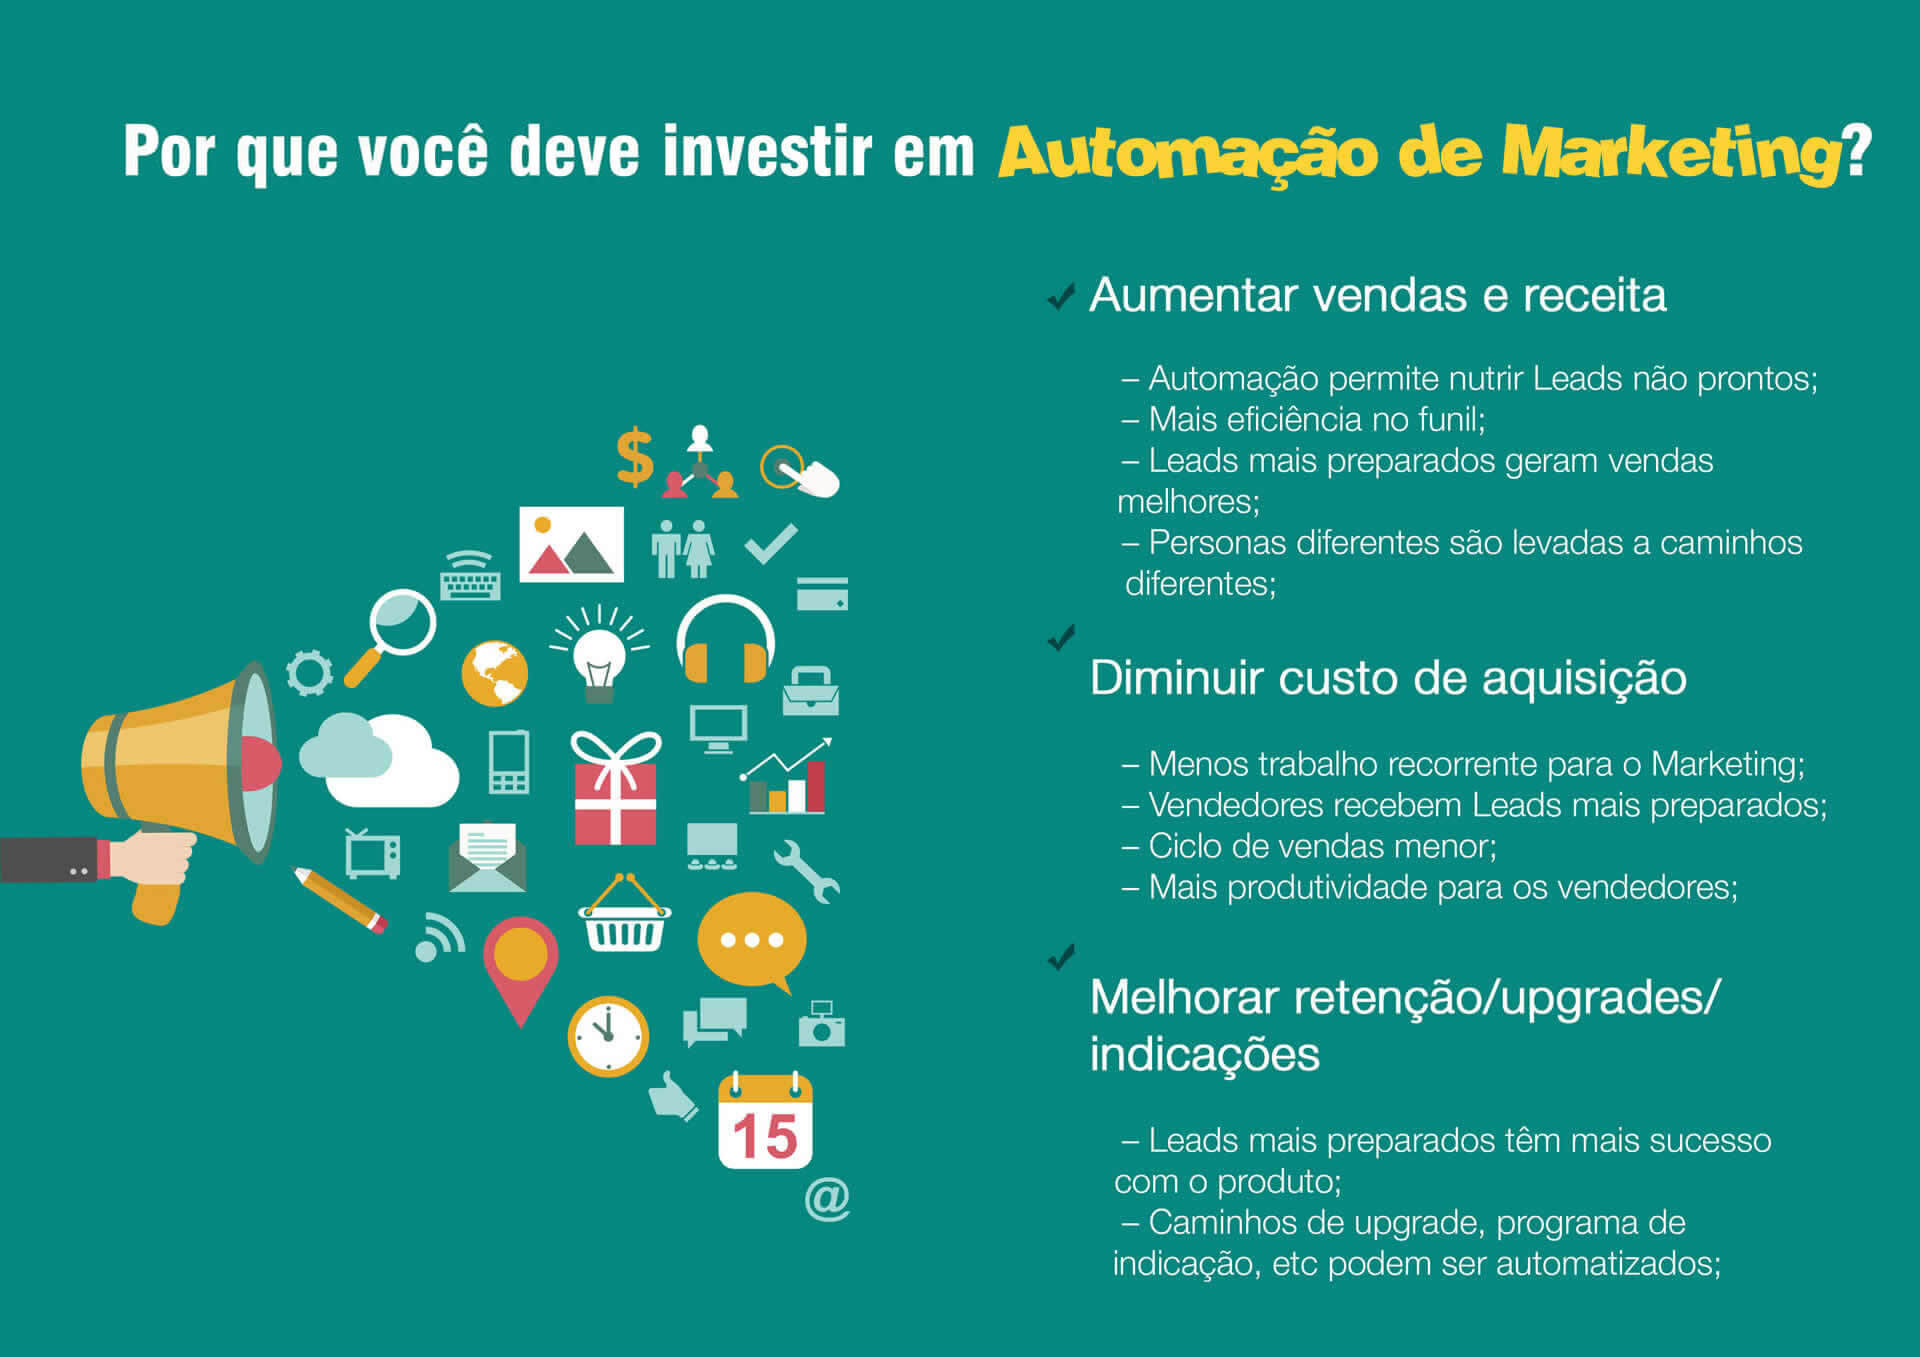 Por que você deve investir em Automação de Marketing?
Aumentar vendas e receita
– Automação permite nutrir Leads não prontos;
– Mais eficiência no funil;
– Leads mais preparados geram vendas
melhores;
– Personas diferentes são levadas a caminhos
diferentes;
Diminuir custo de aquisição
– Menos trabalho recorrente para o Marketing;
– Vendedores recebem Leads mais preparados;
– Ciclo de vendas menor;
– Mais produtividade para os vendedores;
Melhorar retenção/upgrades/
indicações
– Leads mais preparados têm mais sucesso
com o produto;
– Caminhos de upgrade, programa de
indicação, etc podem ser automatizados;
$
15
@